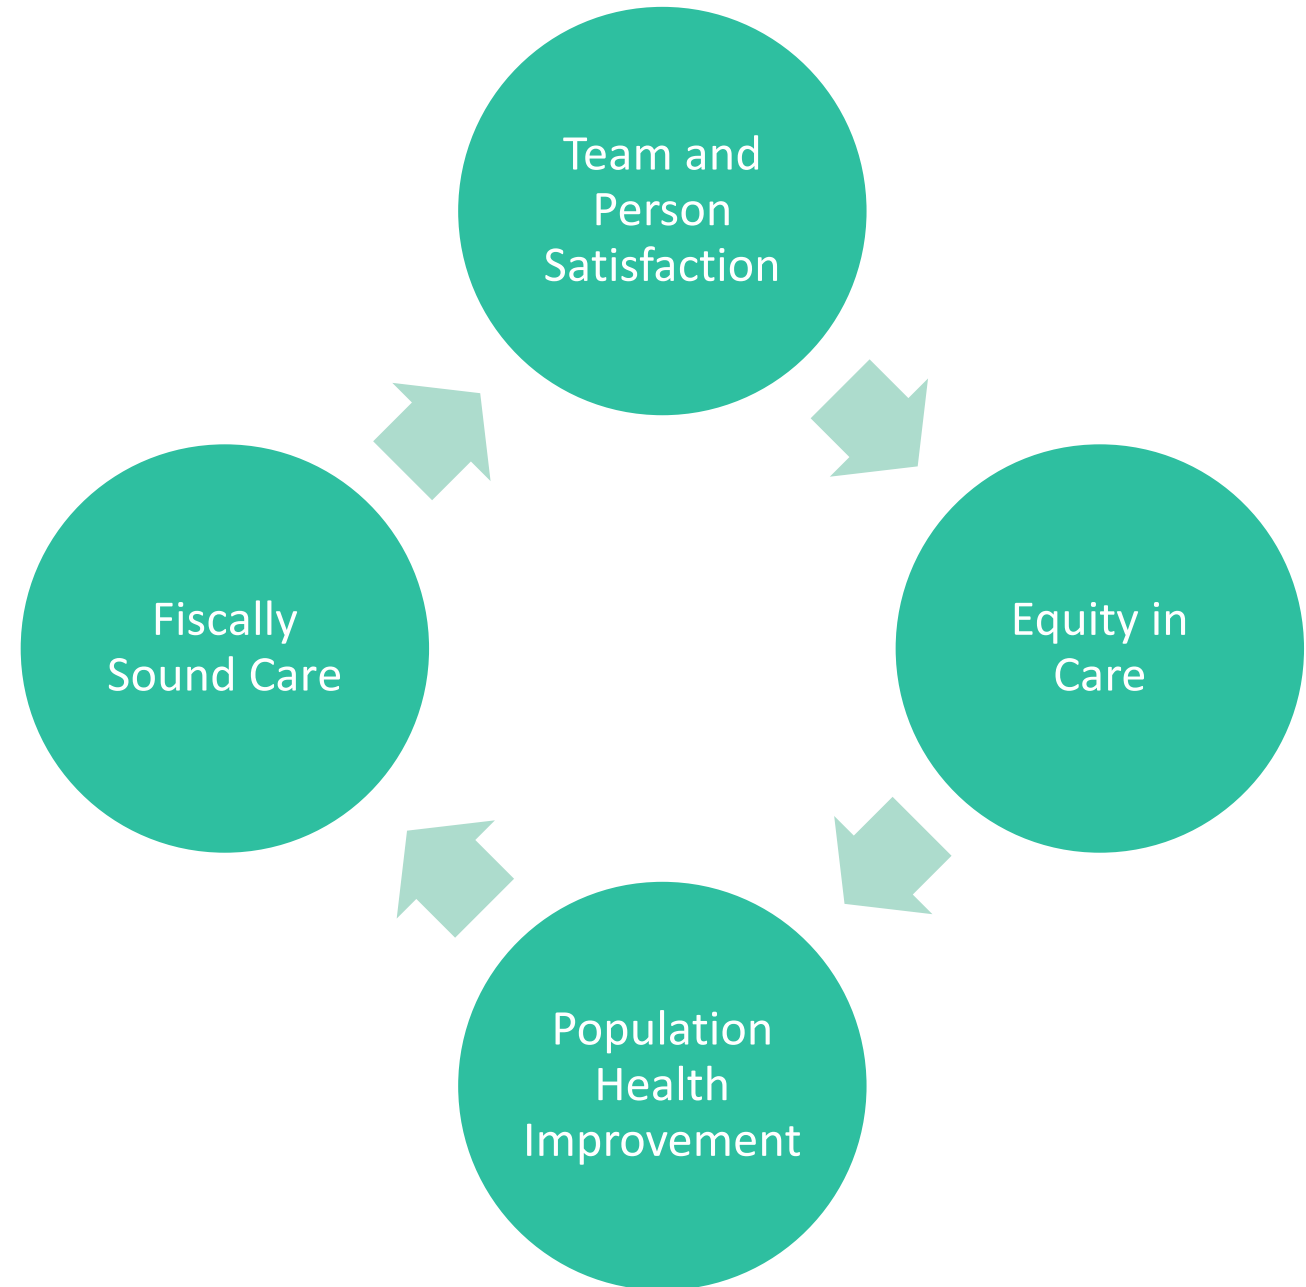 Team and
Person
Satisfaction
Equity in
Care
Population
Health
Improvement
Fiscally
Sound Care